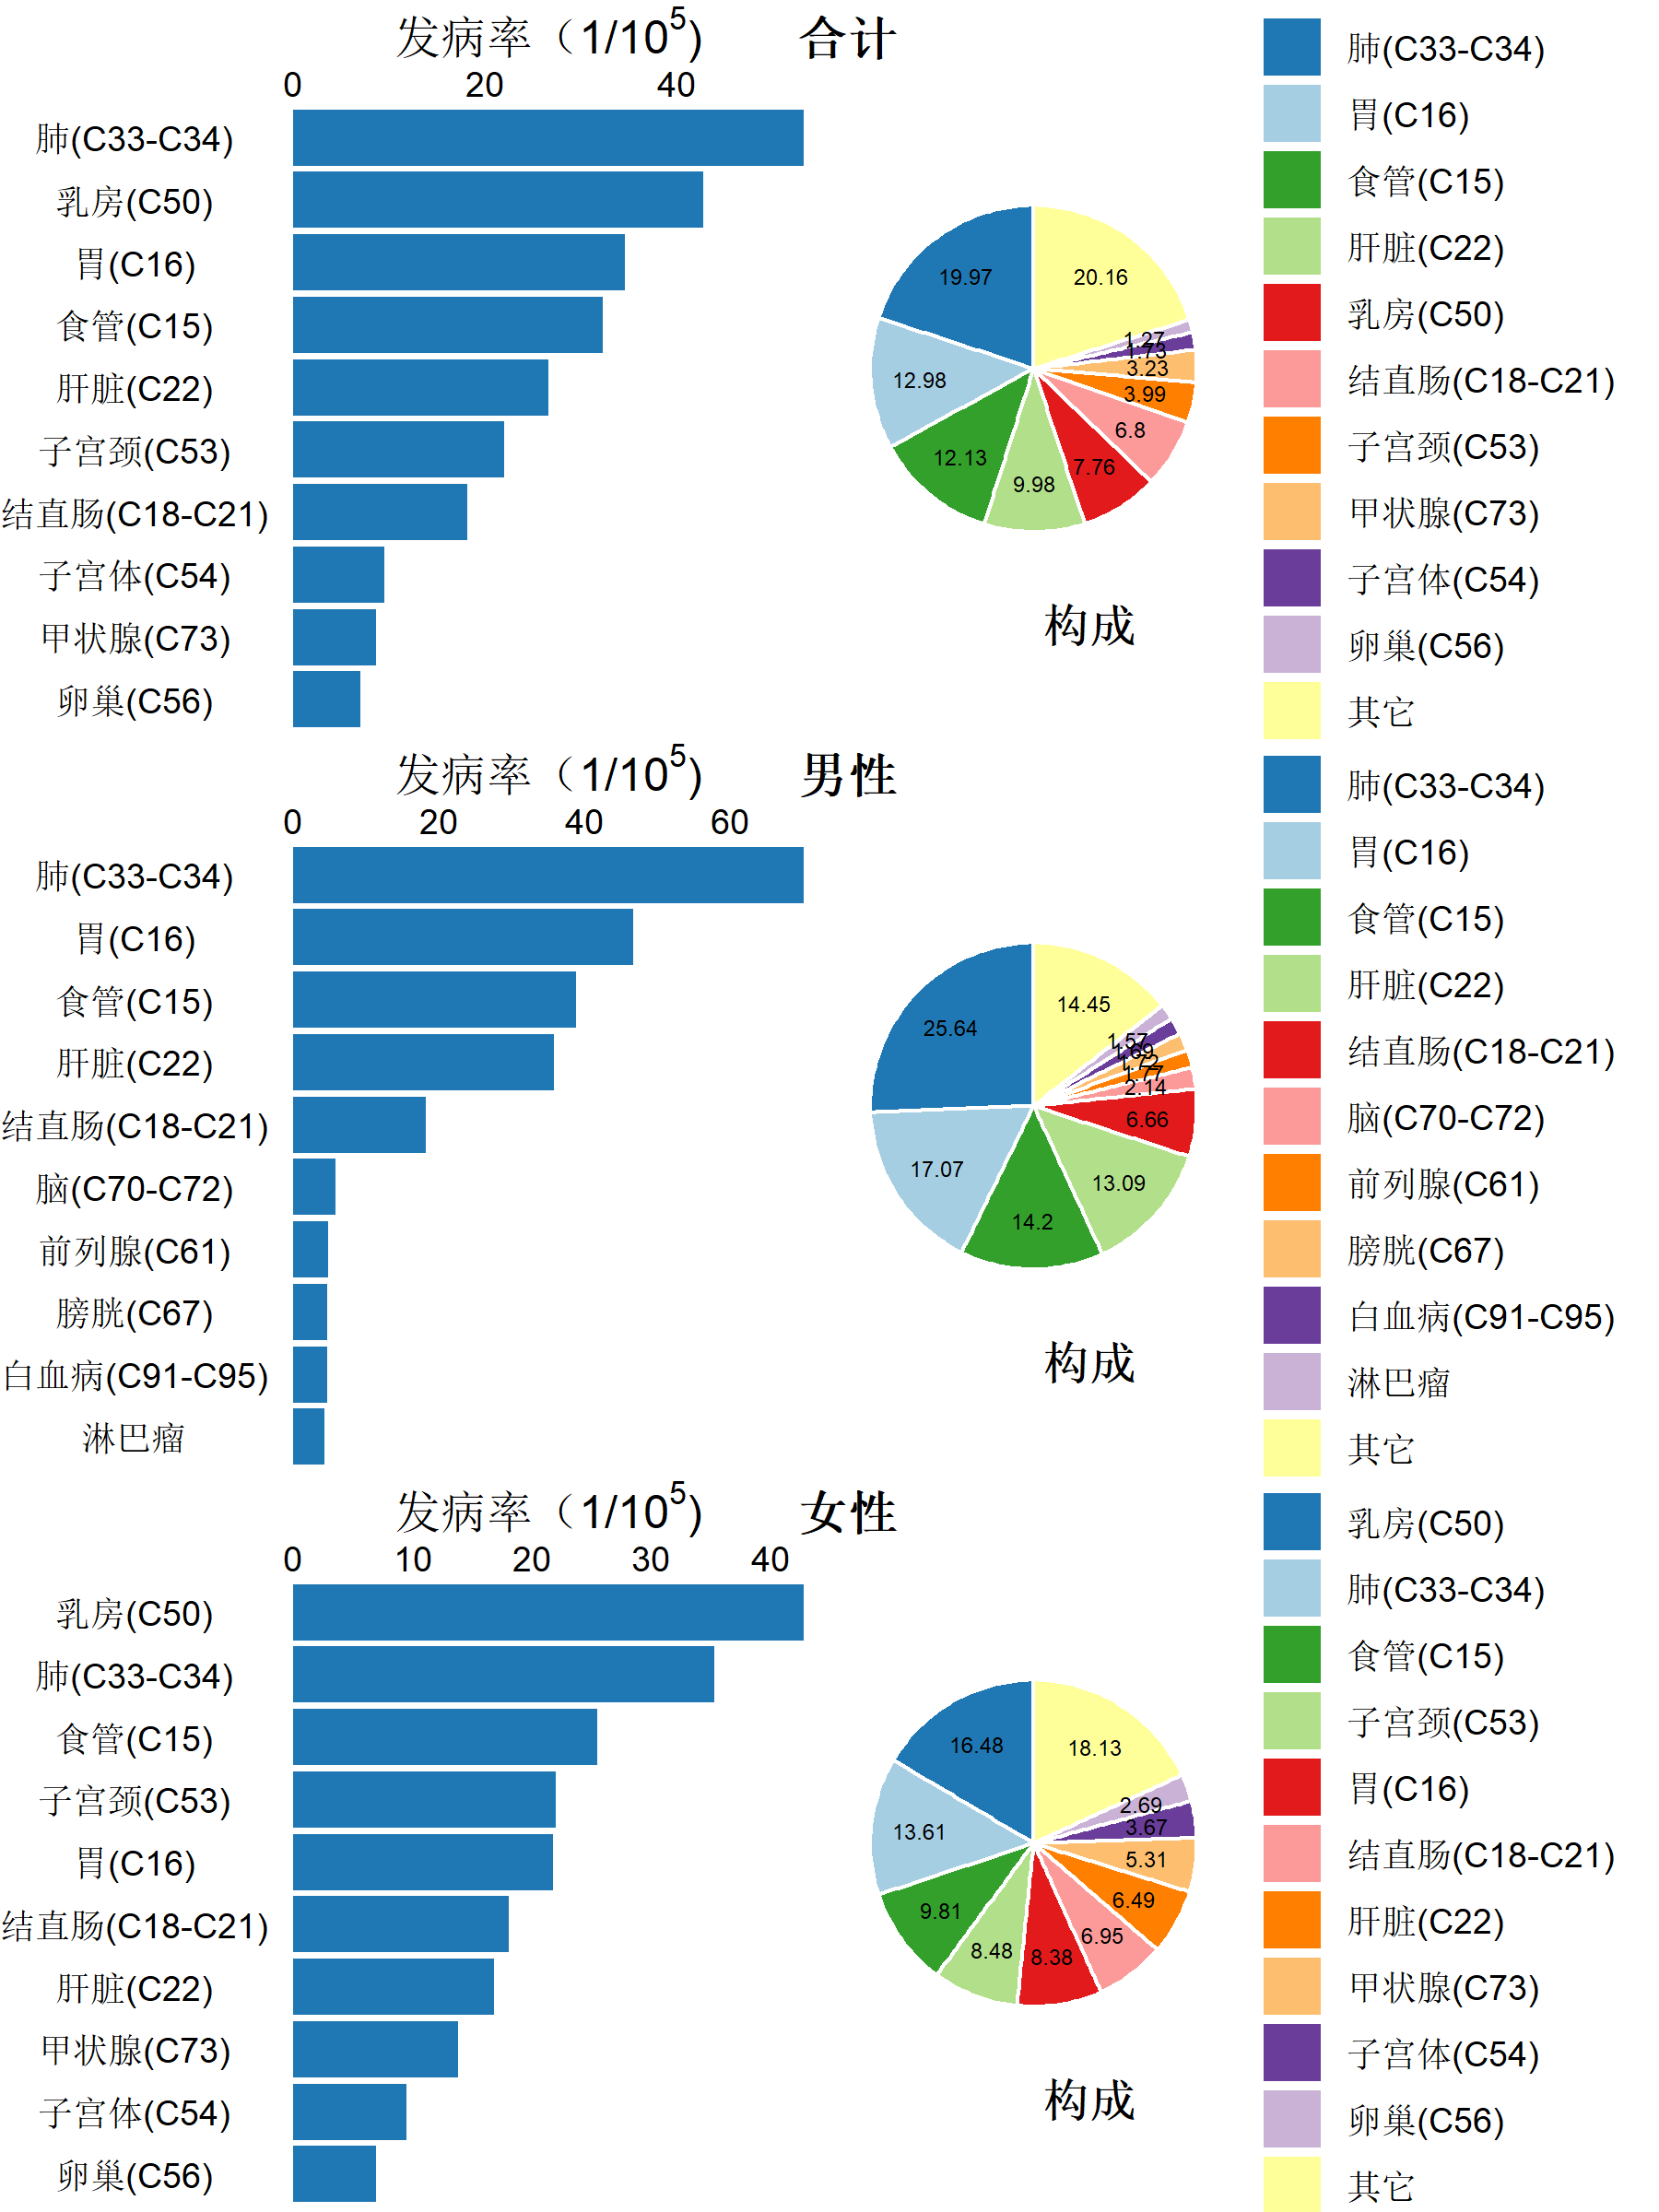 发病率（1/10⁵) 合计
0 20 40
肺(C33-C34)
乳房(C50)
胃(C16)
食管(C15)
肝脏(C22)
子宫颈(C53)
结直肠(C18-C21)
子宫体(C54)
甲状腺(C73)
卵巢(C56)
19.97
12.98
12.13
9.98
7.76
6.8
3.99
3.23
1.73
1.27
20.16
构成
肺(C33-C34)
胃(C16)
食管(C15)
肝脏(C22)
乳房(C50)
结直肠(C18-C21)
子宫颈(C53)
甲状腺(C73)
子宫体(C54)
卵巢(C56)
其它
发病率（1/10⁵) 男性
0 20 40 60
肺(C33-C34)
胃(C16)
食管(C15)
肝脏(C22)
结直肠(C18-C21)
脑(C70-C72)
前列腺(C61)
膀胱(C67)
白血病(C91-C95)
淋巴瘤
25.64
17.07
14.2
13.09
6.66
2.14
1.77
1.72
1.69
1.57
14.45
构成
肺(C33-C34)
胃(C16)
食管(C15)
肝脏(C22)
结直肠(C18-C21)
脑(C70-C72)
前列腺(C61)
膀胱(C67)
白血病(C91-C95)
淋巴瘤
其它
发病率（1/10⁵) 女性
0 10 20 30 40
乳房(C50)
肺(C33-C34)
食管(C15)
子宫颈(C53)
胃(C16)
结直肠(C18-C21)
肝脏(C22)
甲状腺(C73)
子宫体(C54)
卵巢(C56)
16.48
13.61
9.81
8.48
8.38
6.95
6.49
5.31
3.67
2.69
18.13
构成
乳房(C50)
肺(C33-C34)
食管(C15)
子宫颈(C53)
胃(C16)
结直肠(C18-C21)
肝脏(C22)
甲状腺(C73)
子宫体(C54)
卵巢(C56)
其它